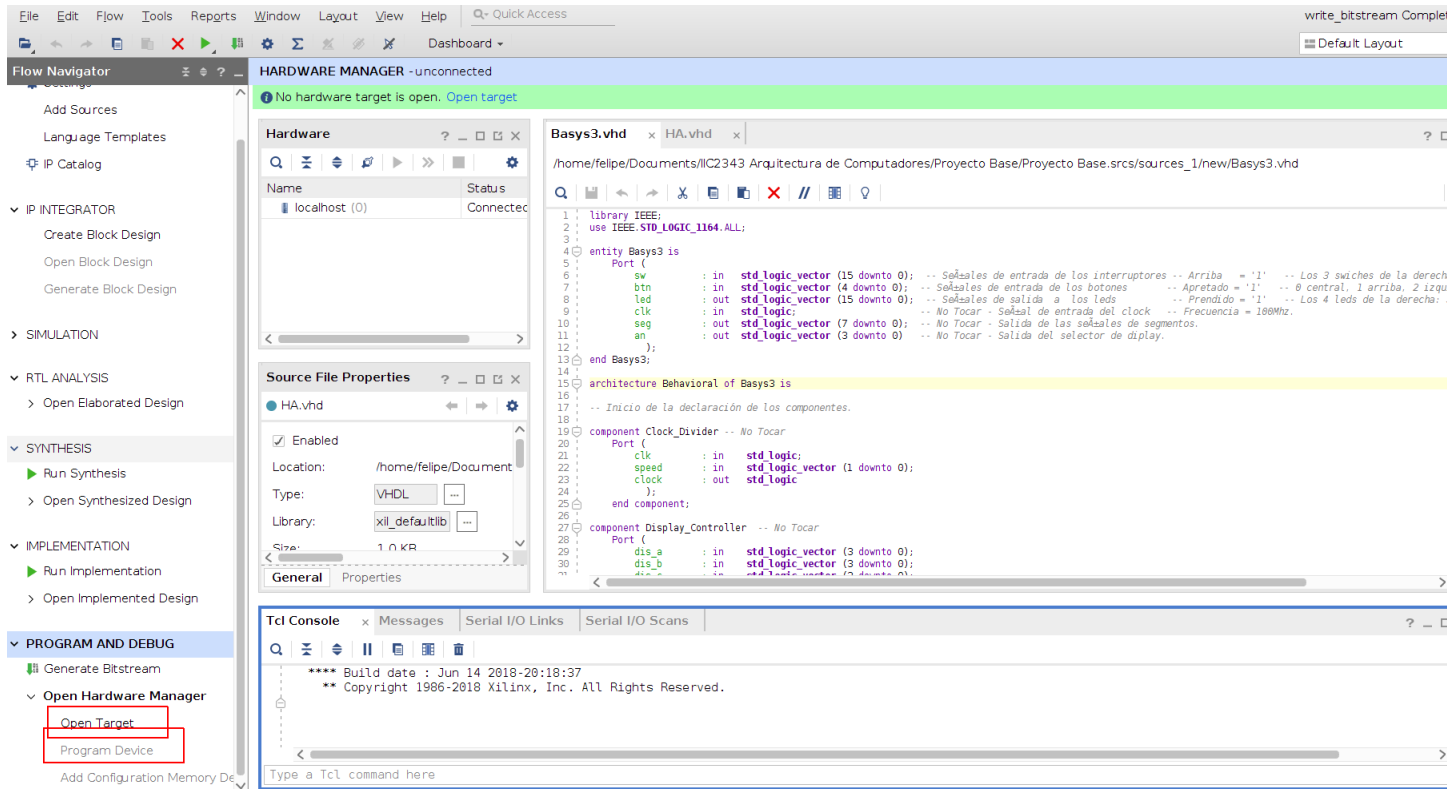 File Edit Flow Tools Reports Window Layout View Help Quick Access
write_bitstream Complet
Dashboard
Default Layout
Flow Navigator
Settings
Add Sources
Language Templates
IP Catalog
IP INTEGRATOR
Create Block Design
Open Block Design
Generate Block Design
SIMULATION
RTL ANALYSIS
Open Elaborated Design
SYNTHESIS
Run Synthesis
Open Synthesized Design
IMPLEMENTATION
Run Implementation
Open Implemented Design
PROGRAM AND DEBUG
Generate Bitstream
Open Hardware Manager
Open Target
Program Device
Add Configuration Memory De
HARDWARE MANAGER - unconnected
No hardware target is open. Open target
Hardware
Name Status
localhost (0) Connected
Source File Properties
HA.vhd
Enabled
Location: /home/felipe/Document
Type: VHDL
Library: xil_defaultlib
Size: 1.0 KB
General Properties
Basys3.vhd HA.vhd
/home/felipe/Documents/IIC2343 Arquitectura de Computadores/Proyecto Base/Proyecto Base.srcs/sources_1/new/Basys3.vhd
1 library IEEE;
2 use IEEE.STD_LOGIC_1164.ALL;
3
4 entity Basys3 is
5 Port (
6 sw : in std_logic_vector (15 downto 0); -- SeÃ±ales de entrada de los interruptores -- Arriba = '1' -- Los 3 swiches de la derech
7 btn : in std_logic_vector (4 downto 0); -- SeÃ±ales de entrada de los botones -- Apretado = '1' -- 0 central, 1 arriba, 2 izqu
8 led : out std_logic_vector (15 downto 0); -- SeÃ±ales de salida a los leds -- Prendido = '1' -- Los 4 leds de la derecha:
9 clk : in std_logic; -- No Tocar - SeÃ±al de entrada del clock -- Frecuencia = 100Mhz.
10 seg : out std_logic_vector (7 downto 0); -- No Tocar - Salida de las seÃ±ales de segmentos.
11 an : out std_logic_vector (3 downto 0) -- No Tocar - Salida del selector de diplay.
12 );
13 end Basys3;
14
15 architecture Behavioral of Basys3 is
16
17 -- Inicio de la declaración de los componentes.
18
19 component Clock_Divider -- No Tocar
20 Port (
21 clk : in std_logic;
22 speed : in std_logic_vector (1 downto 0);
23 clock : out std_logic
24 );
25 end component;
26
27 component Display_Controller -- No Tocar
28 Port (
29 dis_a : in std_logic_vector (3 downto 0);
30 dis_b : in std_logic_vector (3 downto 0);
31 dis_c : in std_logic_vector (3 downto 0);
Tcl Console Messages Serial I/O Links Serial I/O Scans
**** Build date : Jun 14 2018-20:18:37
** Copyright 1986-2018 Xilinx, Inc. All Rights Reserved.
Type a Tcl command here